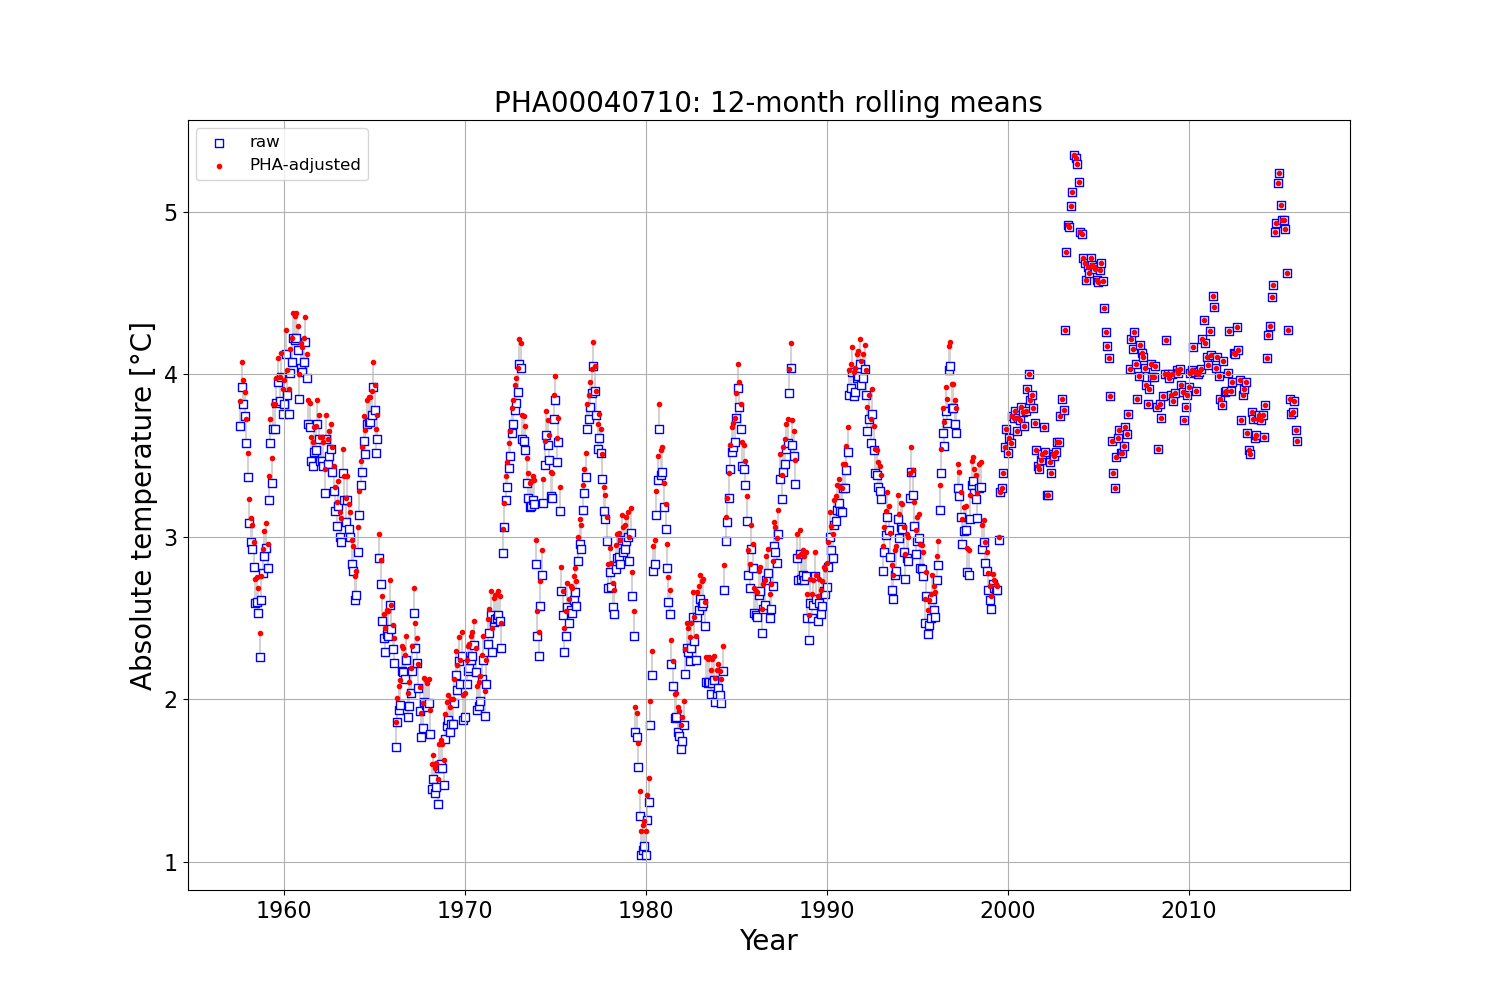 PHA00040710: 12-month rolling means
raw
PHA-adjusted
Absolute temperature [°C]
5
4
3
2
1
1960 1970 1980 1990 2000 2010
Year